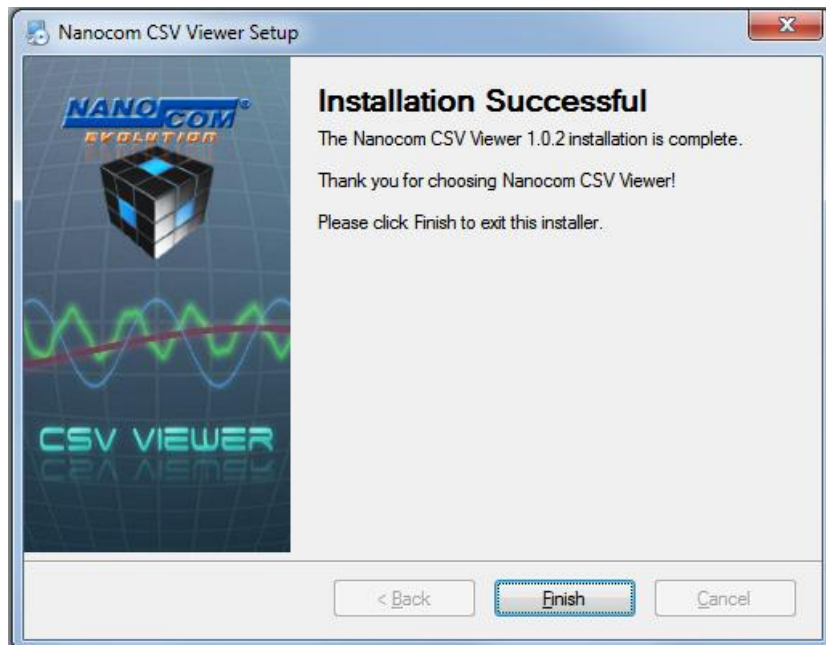 Nanocom CSV Viewer Setup
NANOCOM®
EVOLUTION
CSV VIEWER
Installation Successful
The Nanocom CSV Viewer 1.0.2 installation is complete.
Thank you for choosing Nanocom CSV Viewer!
Please click Finish to exit this installer.
< Back
Finish
Cancel